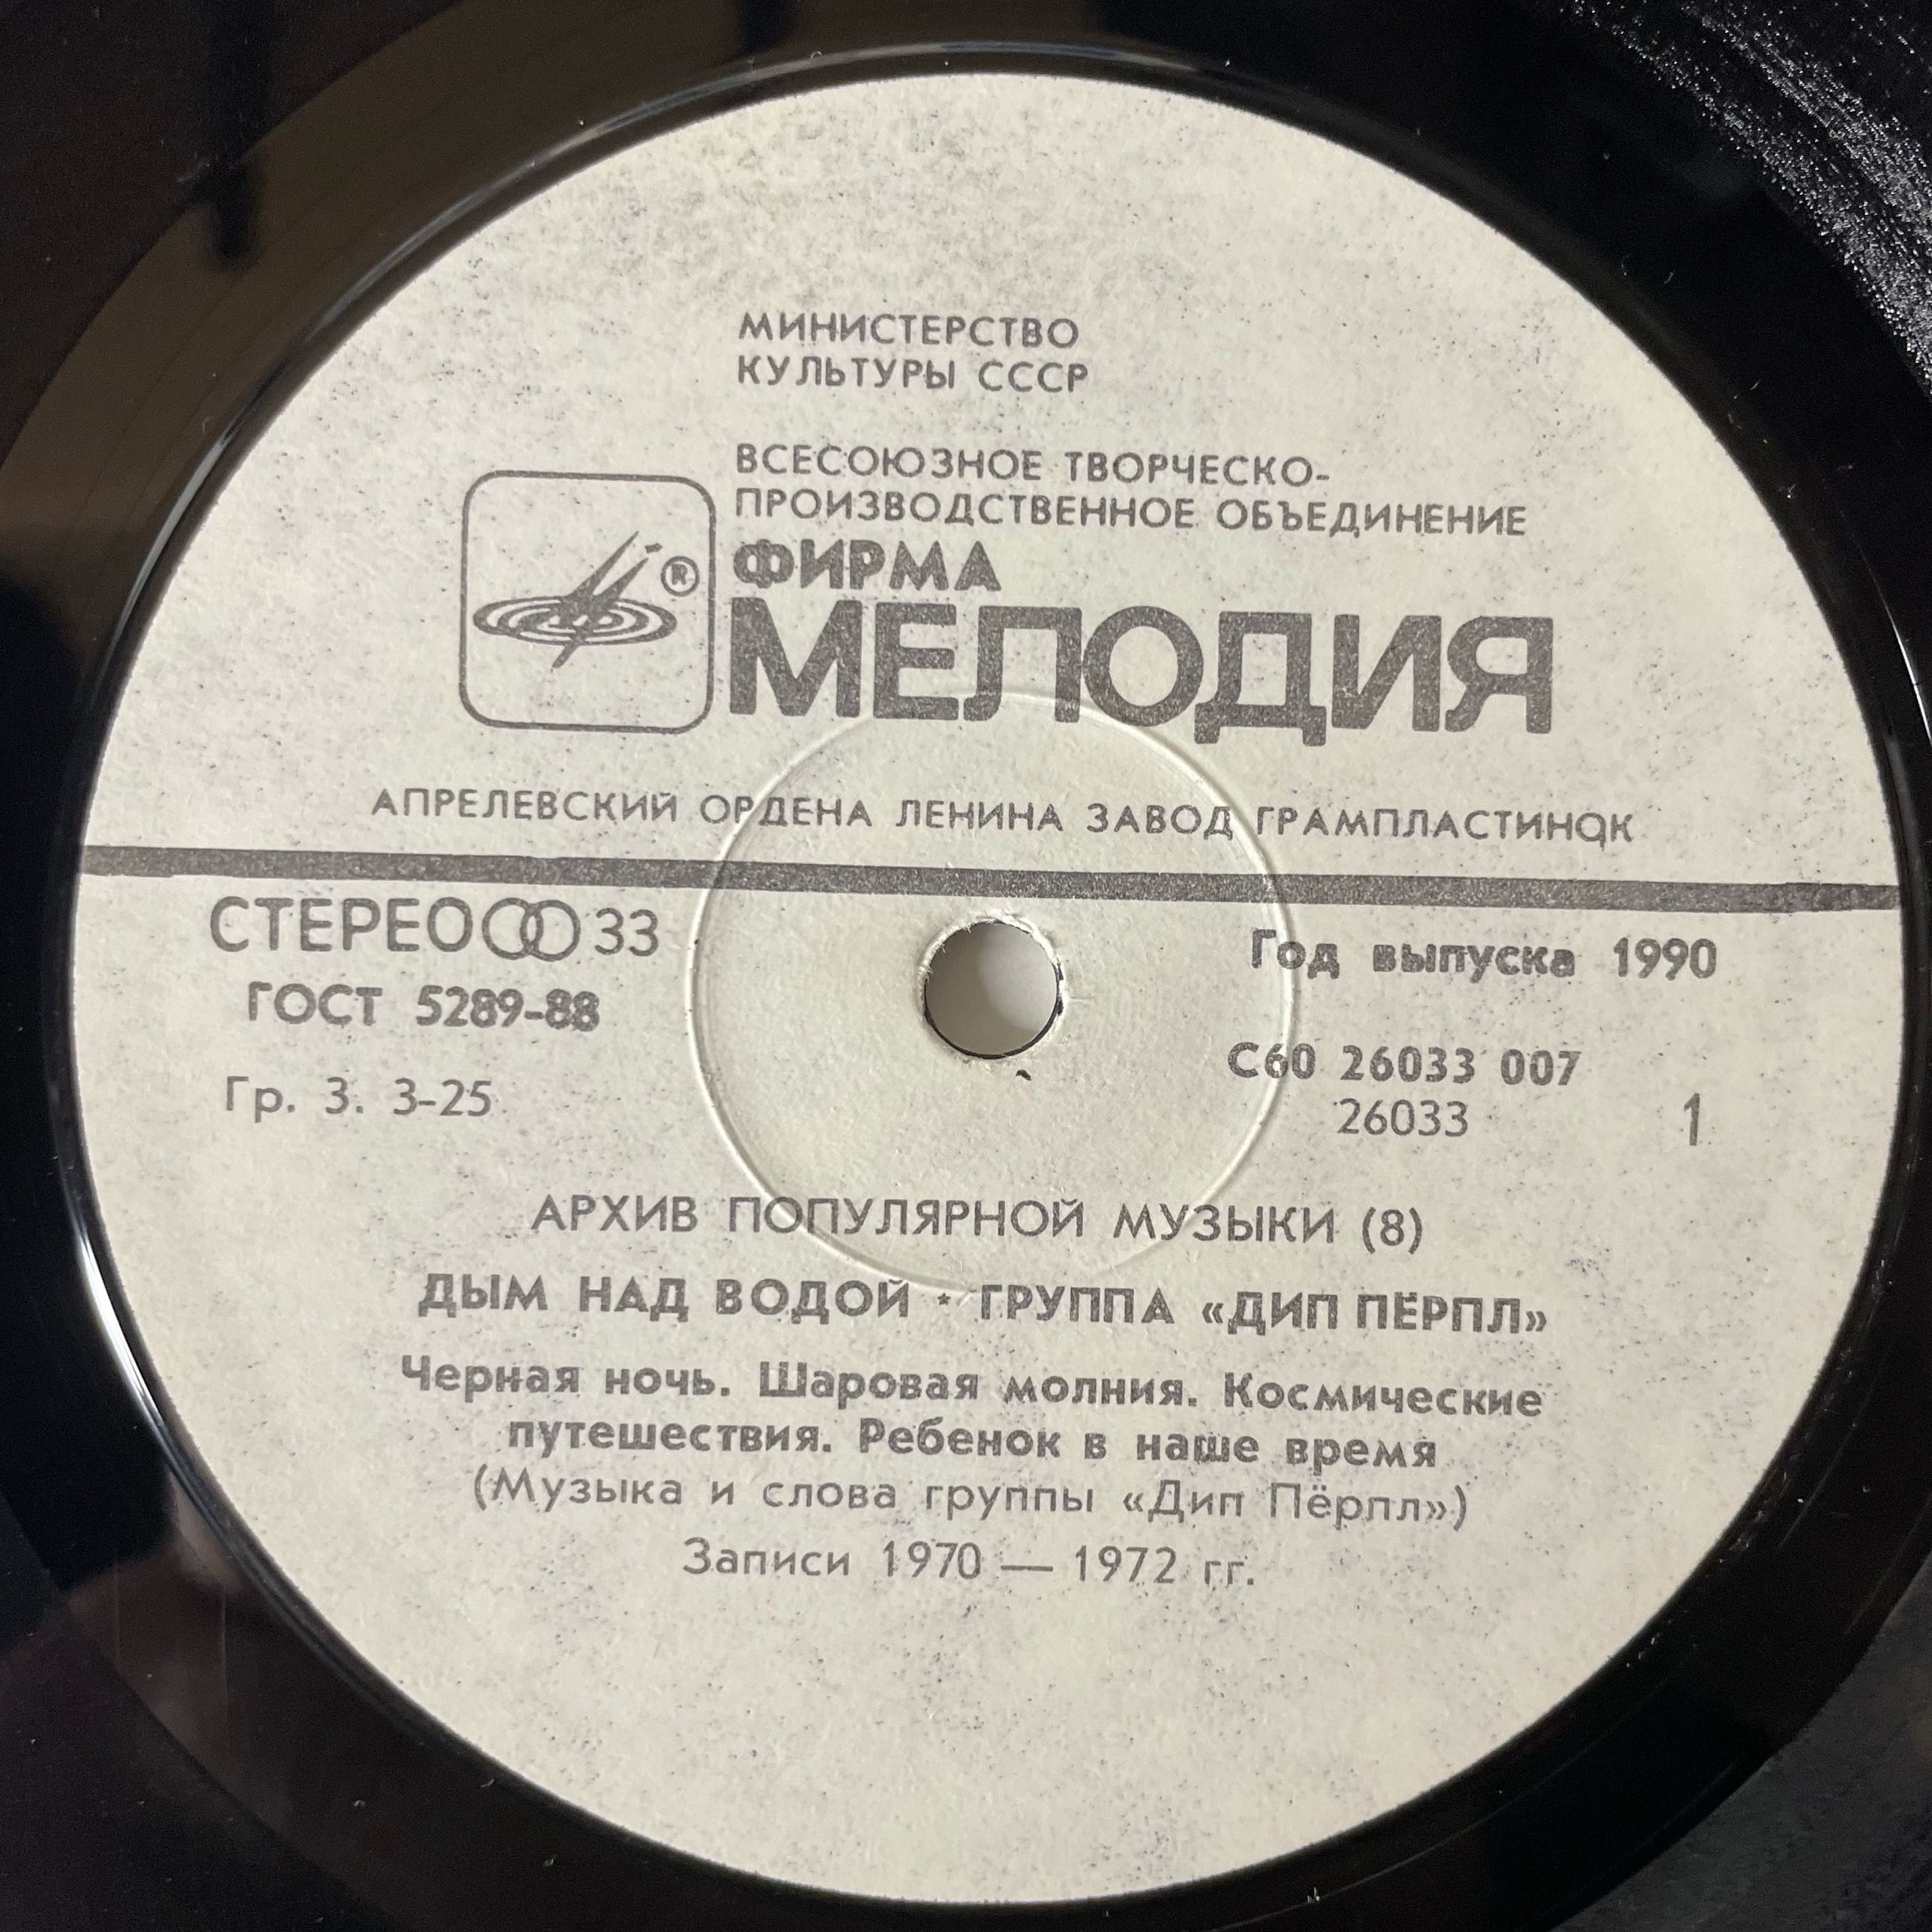 МИНИСТЕРСТВО
КУЛЬТУРЫ СССР
ВСЕСОЮЗНОЕ ТВОРЧЕСКО-
ПРОИЗВОДСТВЕННОЕ ОБЪЕДИНЕНИЕ
®
ФИРМА
МЕЛОДИЯ
АПРЕЛЕВСКИЙ ОРДЕНА ЛЕНИНА ЗАВОД ГРАМПЛАСТИНОК
СТЕРЕО 33
Год выпуска 1990
ГОСТ 5289-88
С60 26033 007
Гр. 3. 3-25
26033
1
АРХИВ ПОПУЛЯРНОЙ МУЗЫКИ (8)
ДЫМ НАД ВОДОЙ * ГРУППА «ДИП ПЁРПЛ»
Черная ночь. Шаровая молния. Космические
путешествия. Ребенок в наше время
(Музыка и слова группы «Дип Пёрпл»)
Записи 1970 — 1972 гг.